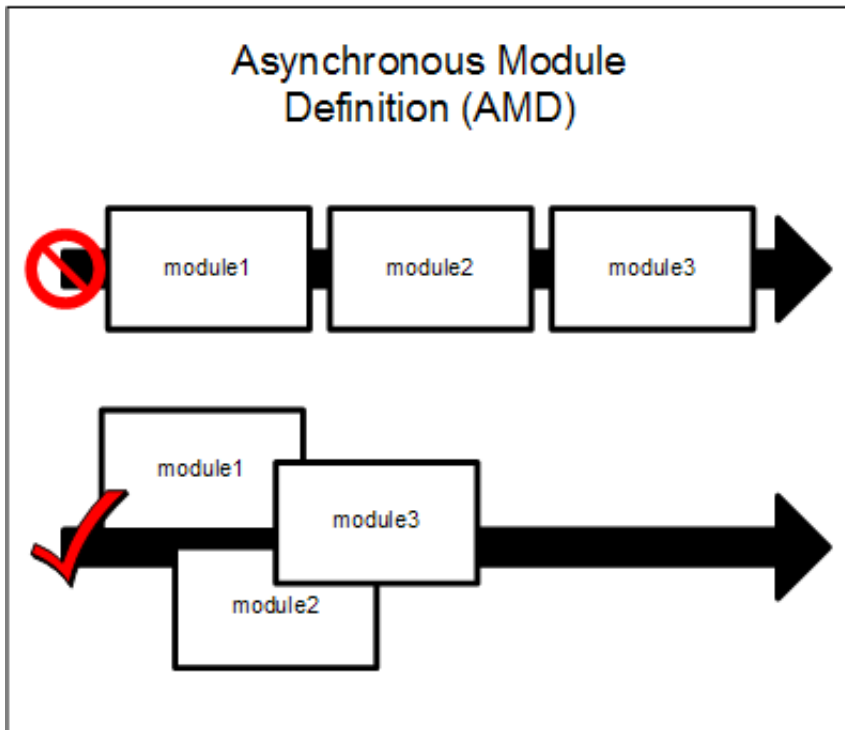 Asynchronous Module
Definition (AMD)
module1
module2
module3
module1
module3
module2